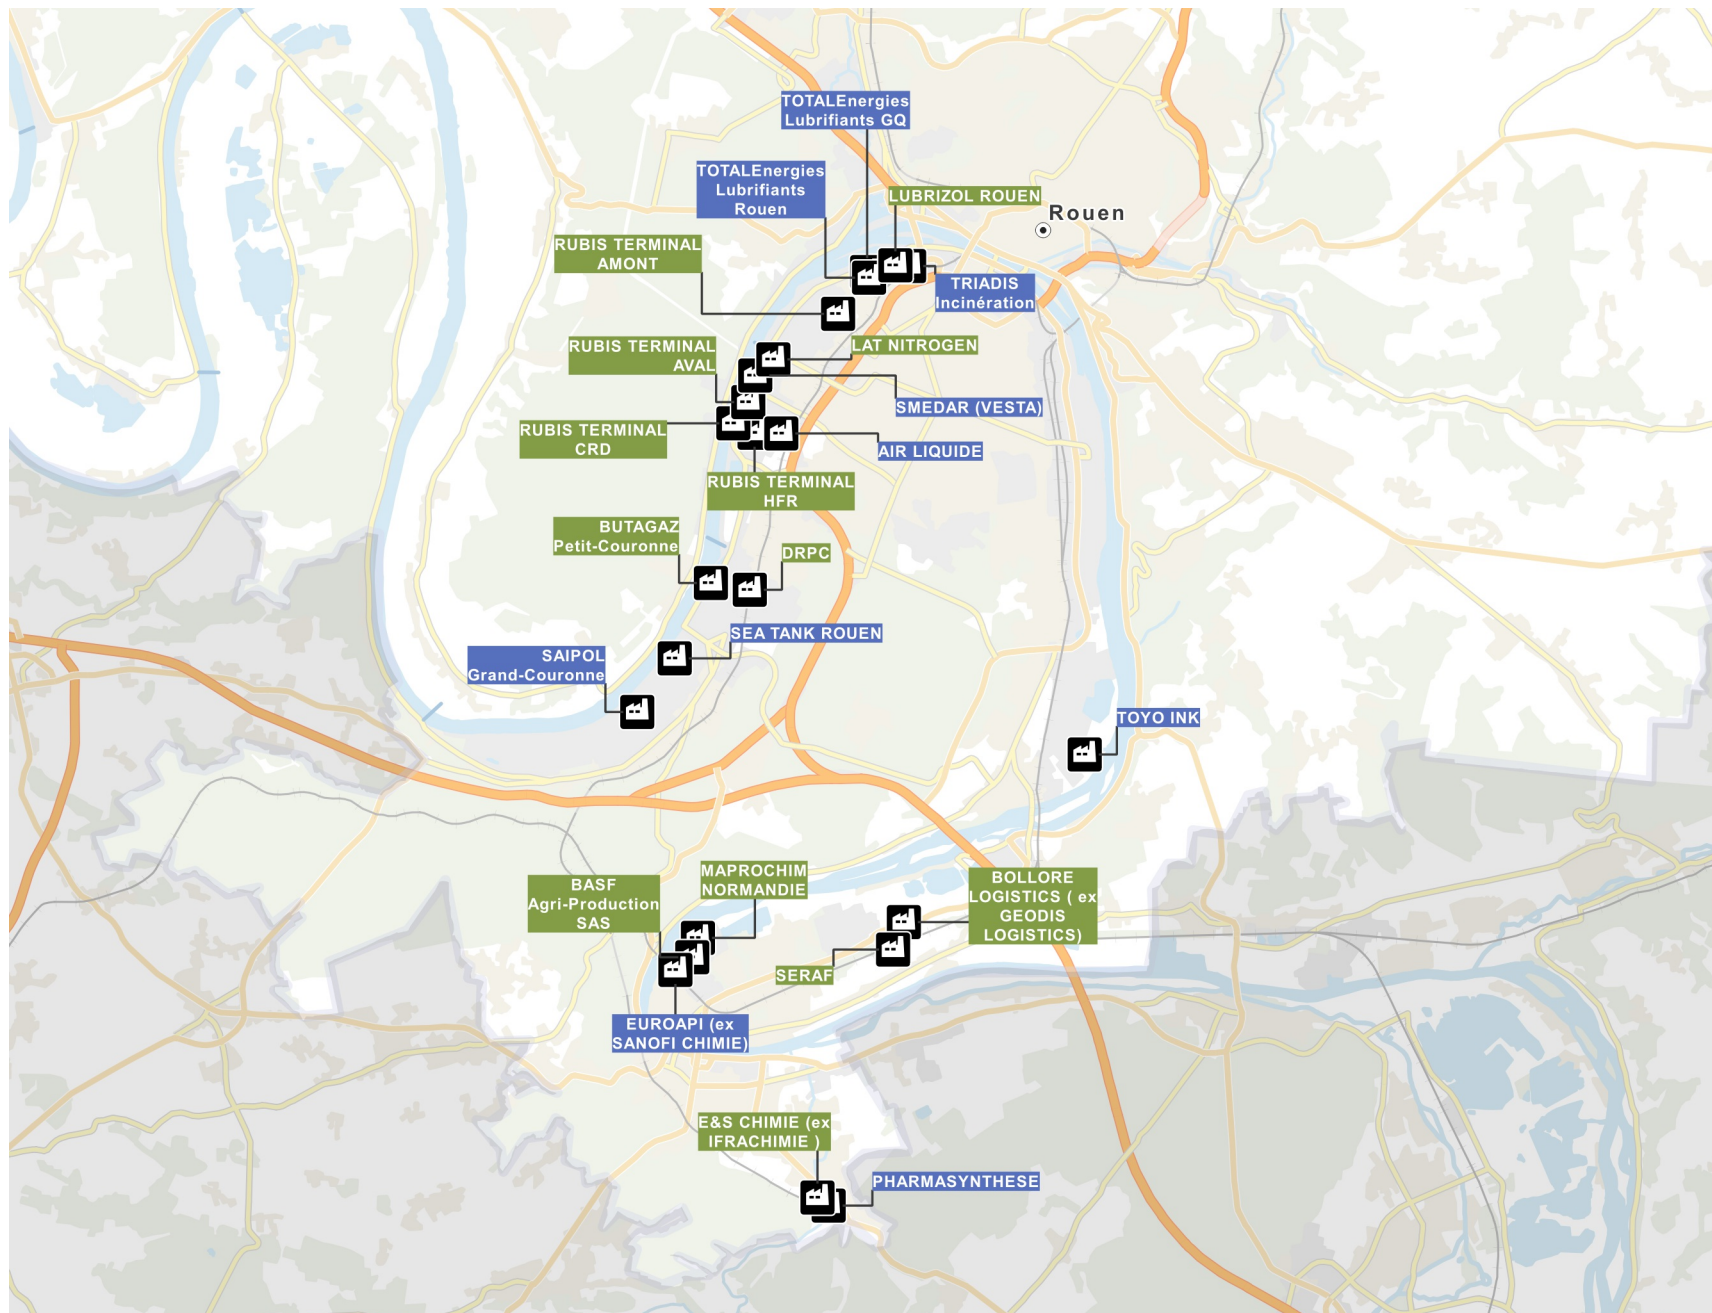 TOTALEnergies
Lubrifiants GQ
TOTALEnergies
Lubrifiants
Rouen
LUBRIZOL ROUEN
Rouen
RUBIS TERMINAL
AMONT
TRIADIS
Incinération
RUBIS TERMINAL
AVAL
LAT NITROGEN
SMEDAR (VESTA)
RUBIS TERMINAL
CRD
AIR LIQUIDE
RUBIS TERMINAL
HFR
BUTAGAZ
Petit-Couronne
DRPC
SEA TANK ROUEN
SAIPOL
Grand-Couronne
TOYO INK
MAPROCHIM
NORMANDIE
BASF
Agri-Production
SAS
BOLLORE
LOGISTICS ( ex
GEODIS
LOGISTICS)
SERAF
EUROAPI (ex
SANOFI CHIMIE)
E&S CHIMIE (ex
IFRACHIMIE )
PHARMASYNTHESE